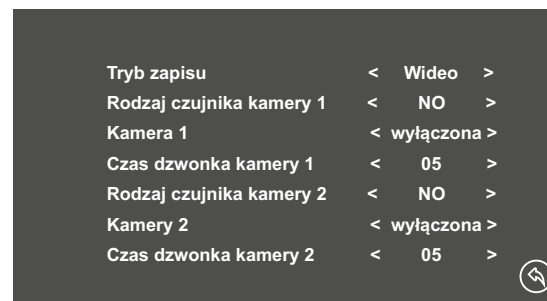 Tryb zapisu < Wideo >
Rodzaj czujnika kamery 1 < NO >
Kamera 1 < wyłączona >
Czas dzwonka kamery 1 < 05 >
Rodzaj czujnika kamery 2 < NO >
Kamery 2 < wyłączona >
Czas dzwonka kamery 2 < 05 >